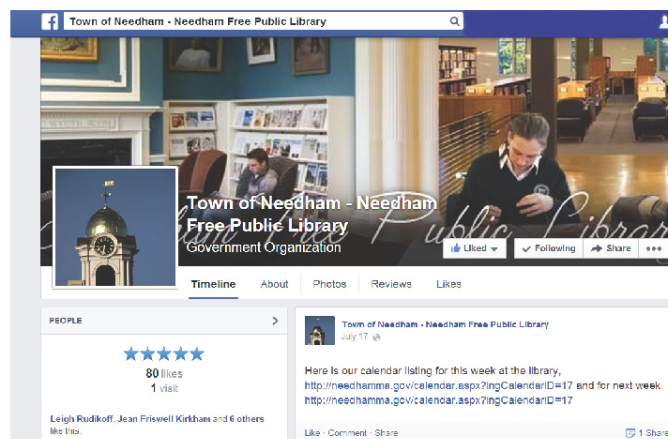 Town of Needham - Needham Free Public Library
Free Public Library
Town of Needham - Needham
Free Public Library
Government Organization
Liked
Following
Share
Timeline
About
Photos
Reviews
Likes
PEOPLE
80 likes
1 visit
Leigh Rudikoff, Jean Friswell Kirkham and 6 others
like this.
Town of Needham - Needham Free Public Library
July 17
Here is our calendar listing for this week at the library,
http://needhamma.gov/calendar.aspx?lngCalendarID=17 and for next week.
http://needhamma.gov/calendar.aspx?lngCalendarID=17
Like · Comment · Share
1 Share